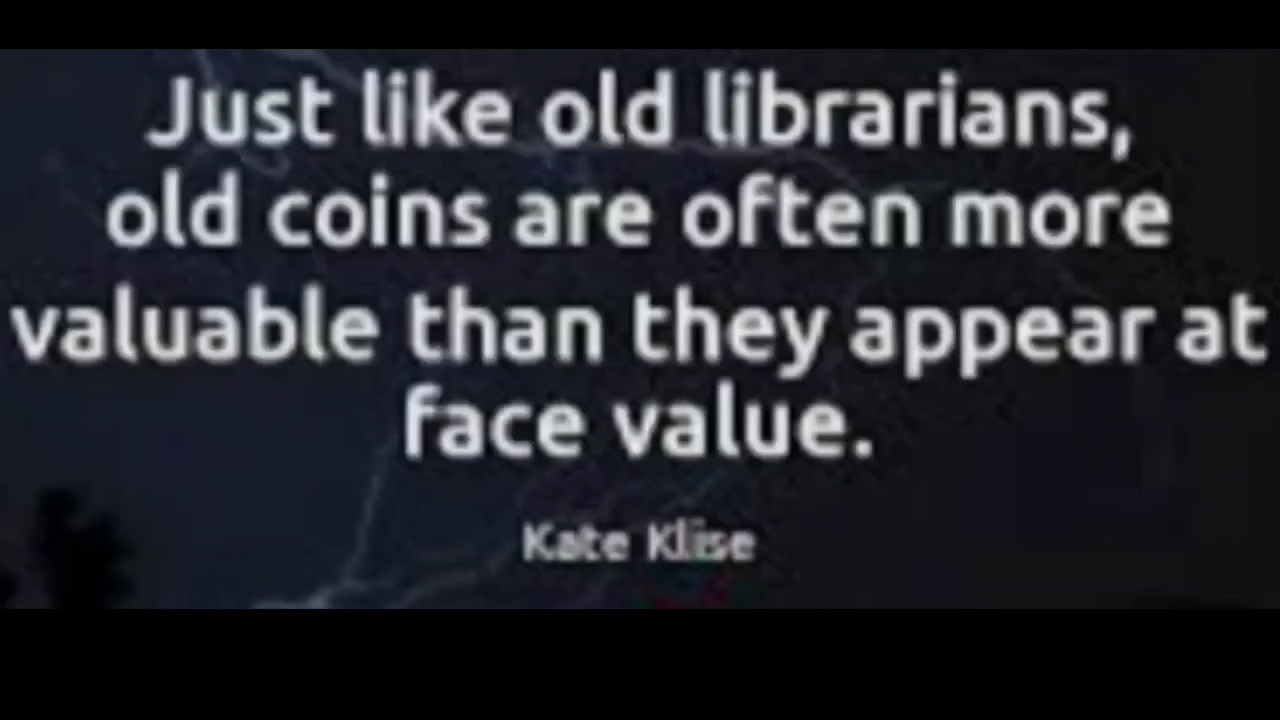 Just like old librarians,
old coins are often more
valuable than they appear at
face value.
Kate Klise